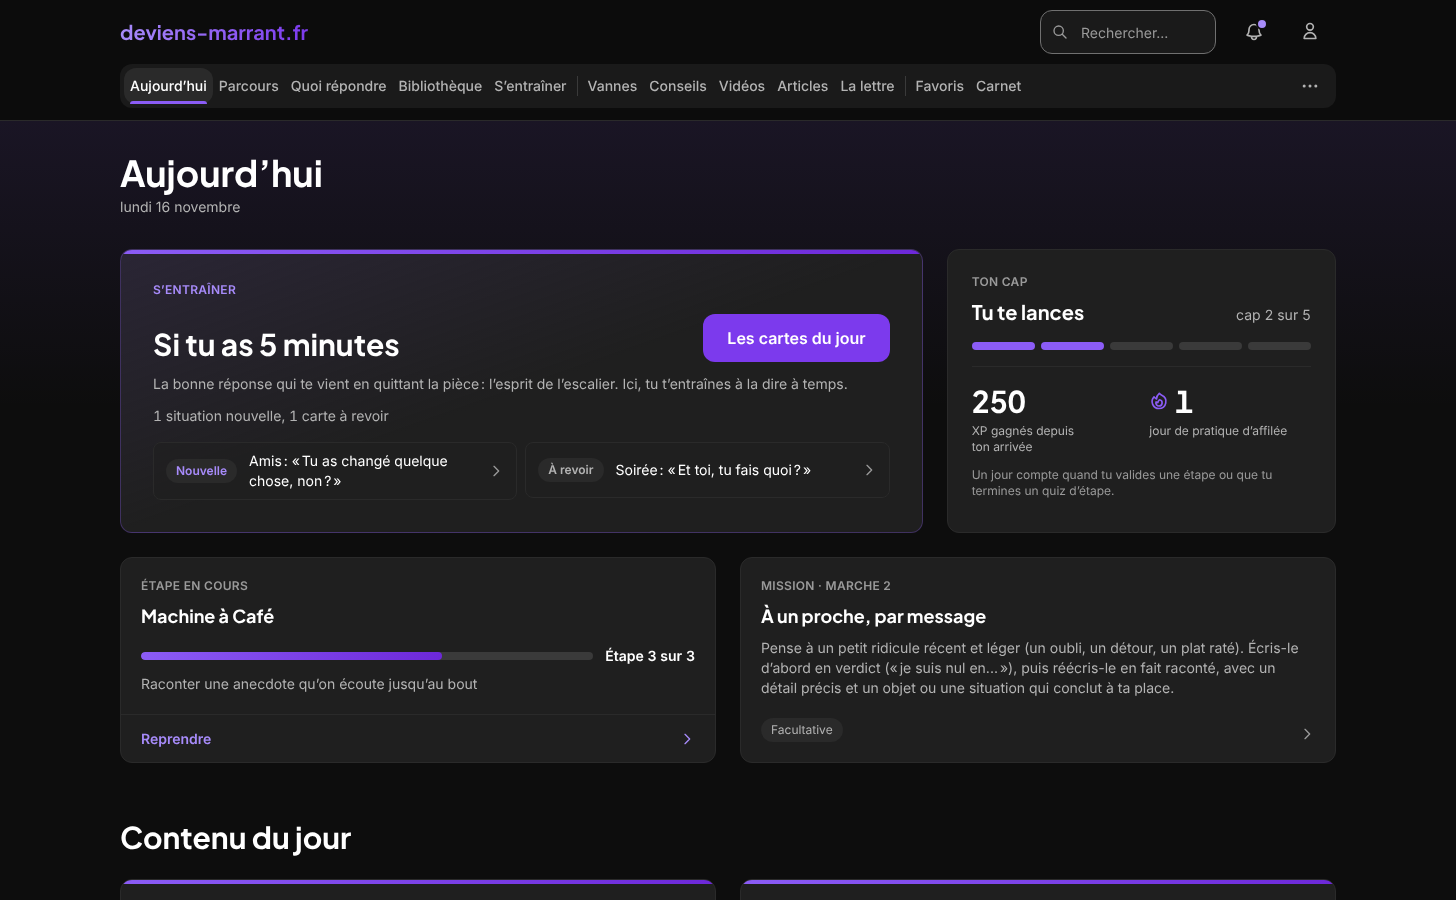 deviens-marrant.fr
Rechercher...
Aujourd’hui
Parcours
Quoi répondre
Bibliothèque
S’entraîner
Vannes
Conseils
Vidéos
Articles
La lettre
Favoris
Carnet
Aujourd’hui
lundi 16 novembre
S’ENTRAÎNER
Si tu as 5 minutes
Les cartes du jour
La bonne réponse qui te vient en quittant la pièce : l’esprit de l’escalier. Ici, tu t’entraînes à la dire à temps.
1 situation nouvelle, 1 carte à revoir
Nouvelle
Amis : « Tu as changé quelque
chose, non ? »
À revoir
Soirée : « Et toi, tu fais quoi ? »
TON CAP
Tu te lances
cap 2 sur 5
250
XP gagnés depuis
ton arrivée
1
jour de pratique d’affilée
Un jour compte quand tu valides une étape ou que tu
termines un quiz d’étape.
ÉTAPE EN COURS
Machine à Café
Étape 3 sur 3
Raconter une anecdote qu’on écoute jusqu’au bout
Reprendre
MISSION · MARCHE 2
À un proche, par message
Pense à un petit ridicule récent et léger (un oubli, un détour, un plat raté). Écris-le
d’abord en verdict (« je suis nul en… »), puis réécris-le en fait raconté, avec un
détail précis et un objet ou une situation qui conclut à ta place.
Facultative
Contenu du jour